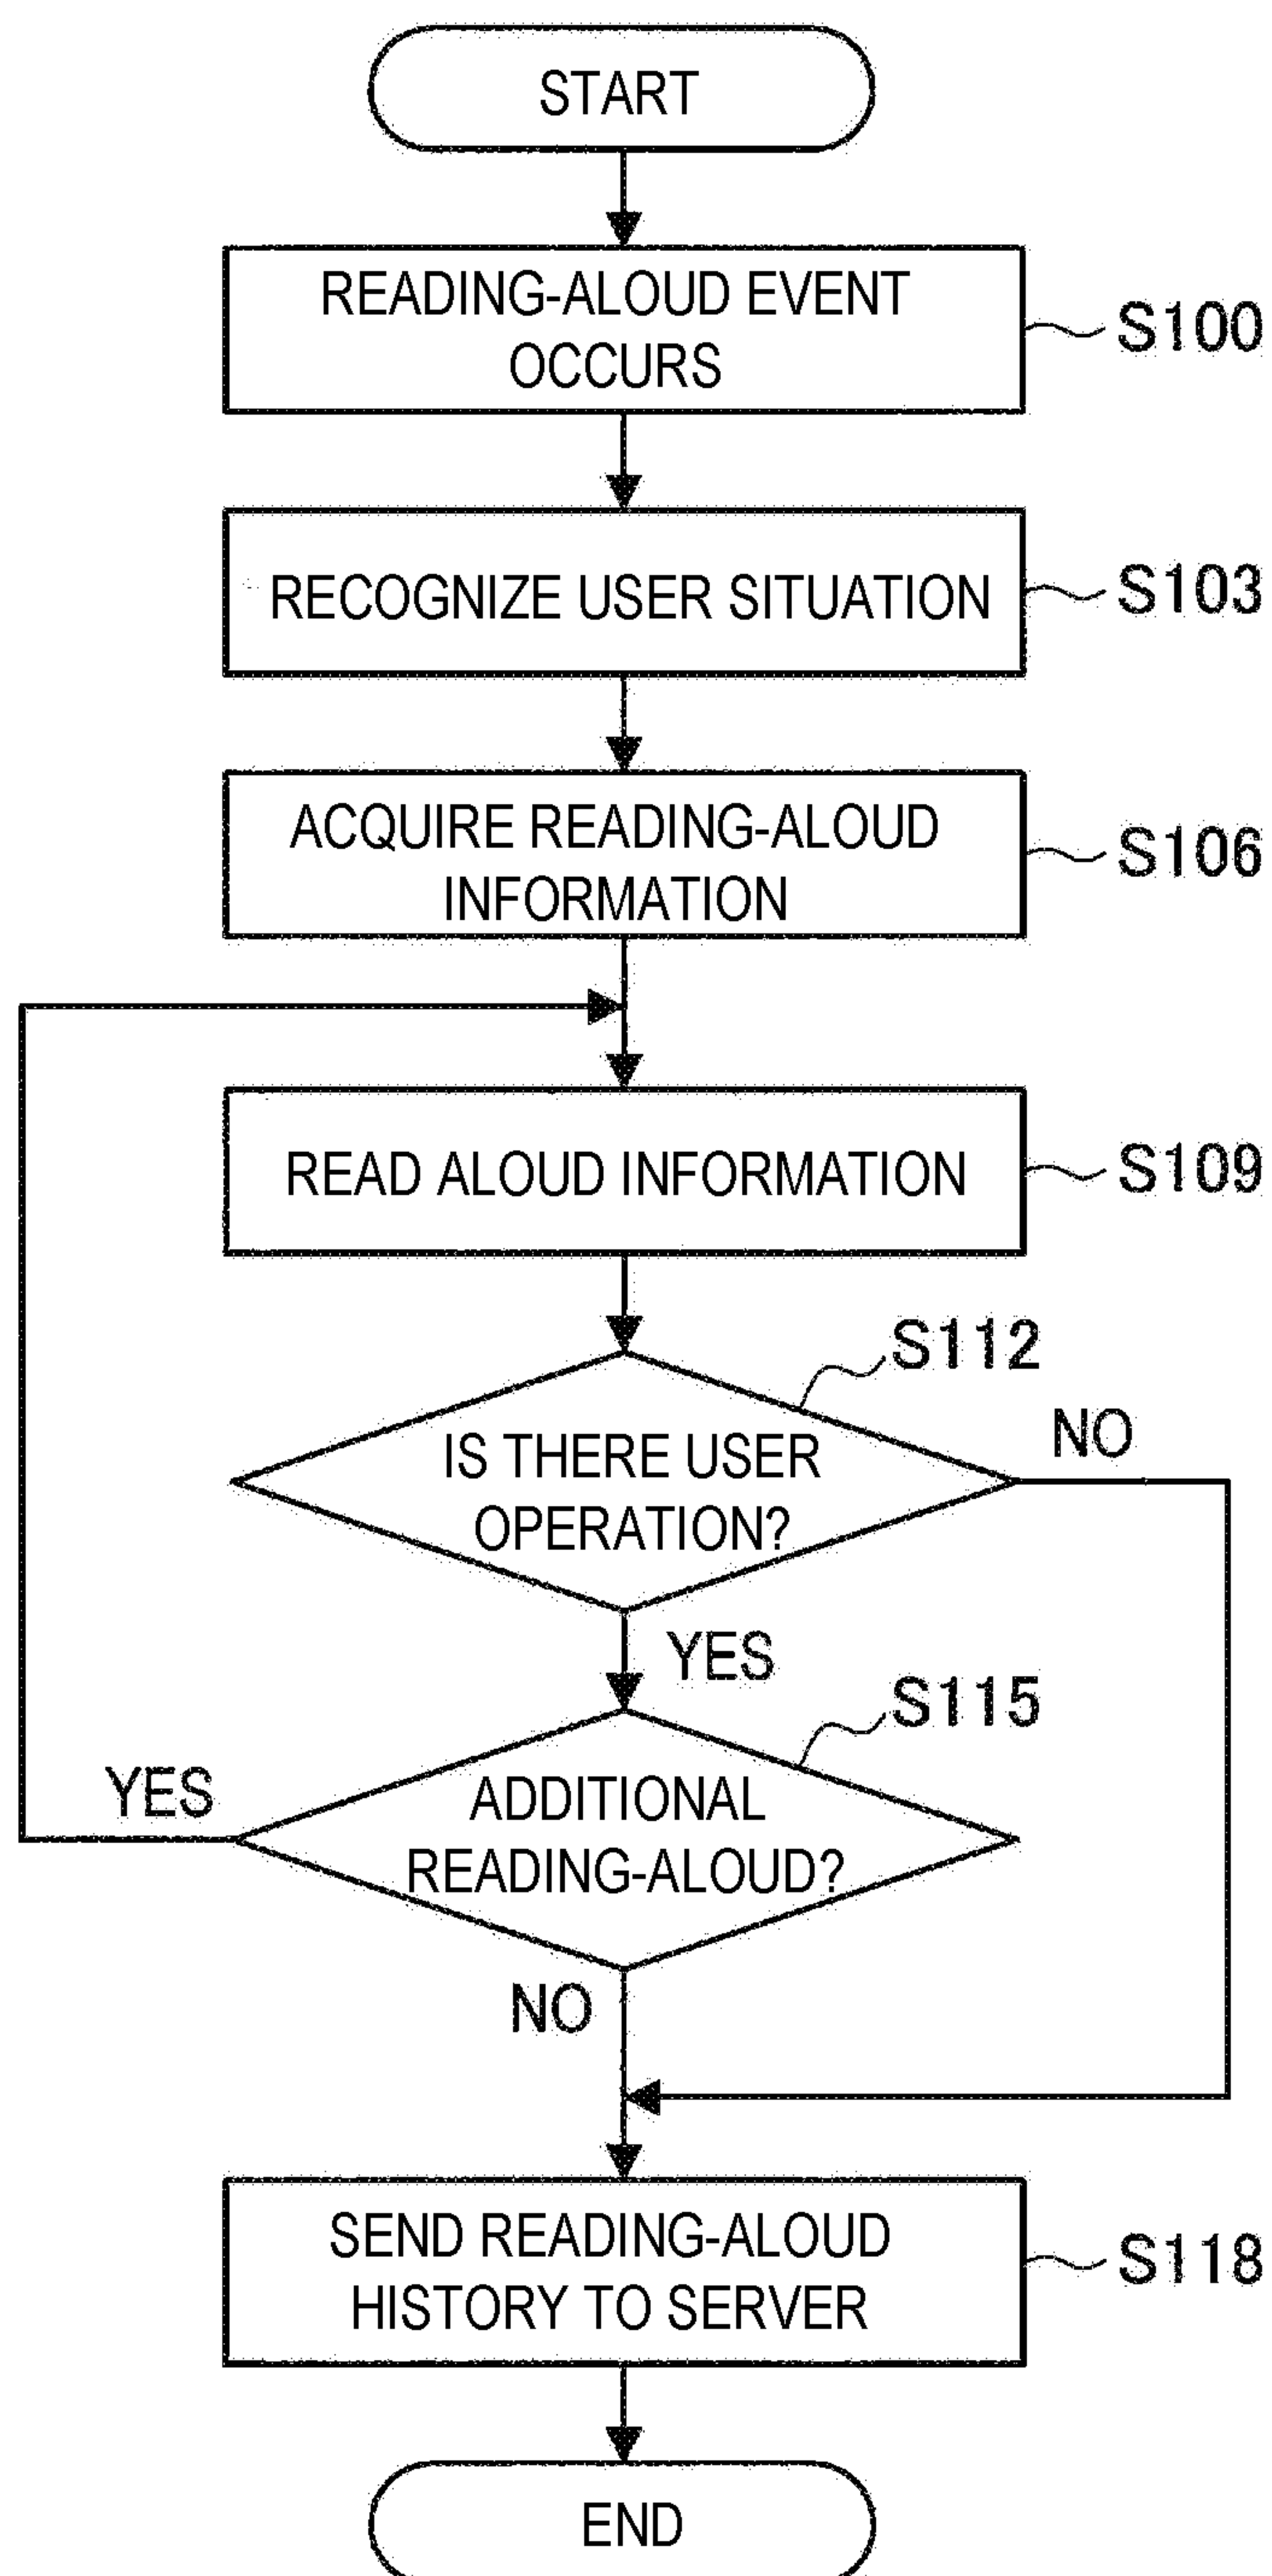 START
READING-ALOUD EVENT
OCCURS
S100
RECOGNIZE USER SITUATION
S103
ACQUIRE READING-ALOUD
INFORMATION
S106
READ ALOUD INFORMATION
S109
S112
IS THERE USER
OPERATION?
NO
YES
S115
ADDITIONAL
READING-ALOUD?
YES
NO
SEND READING-ALOUD
HISTORY TO SERVER
S118
END